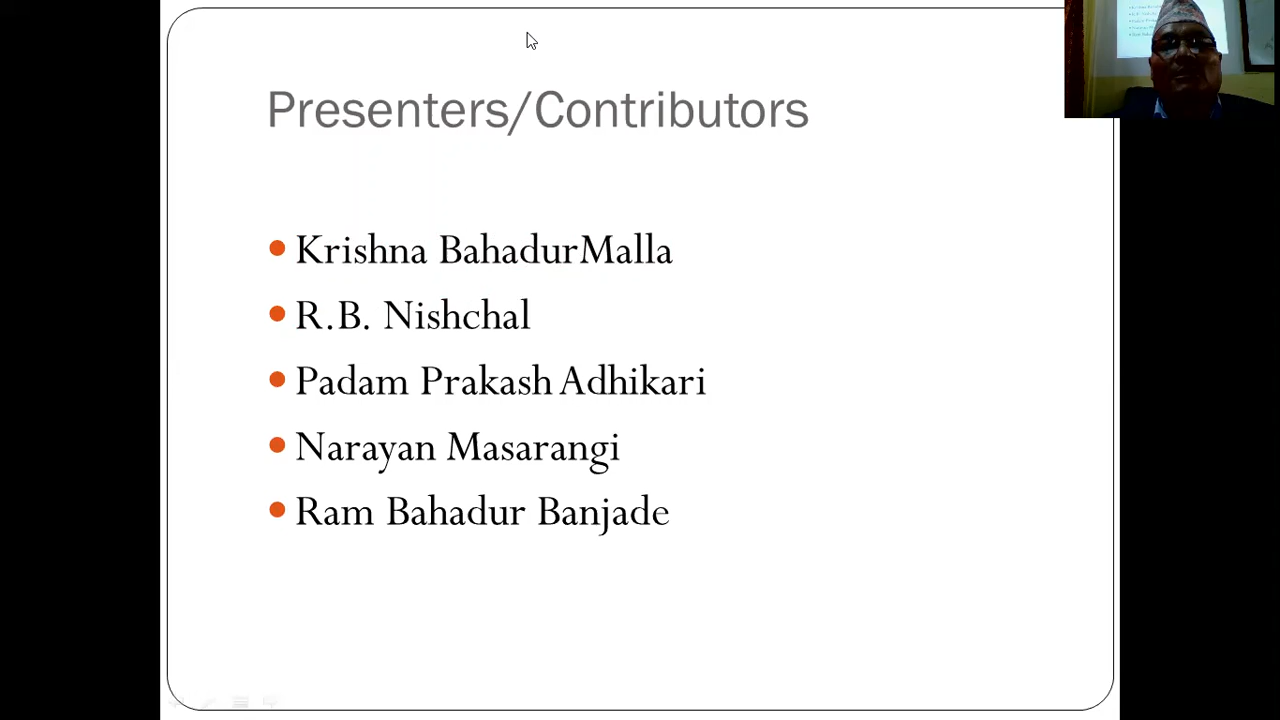 Presenters/Contributors
Krishna BahadurMalla
R.B. Nishchal
Padam Prakash Adhikari
Narayan Masarangi
Ram Bahadur Banjade